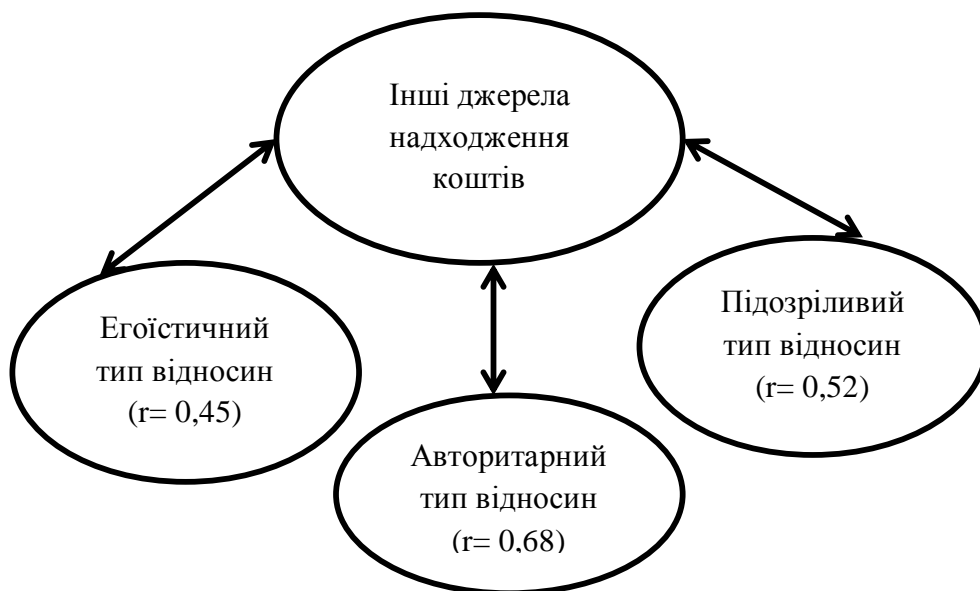 Інші джерела
надходження
коштів
Егоїстичний
тип відносин
(r= 0,45)
Авторитарний
тип відносин
(r= 0,68)
Підозріливий
тип відносин
(r= 0,52)